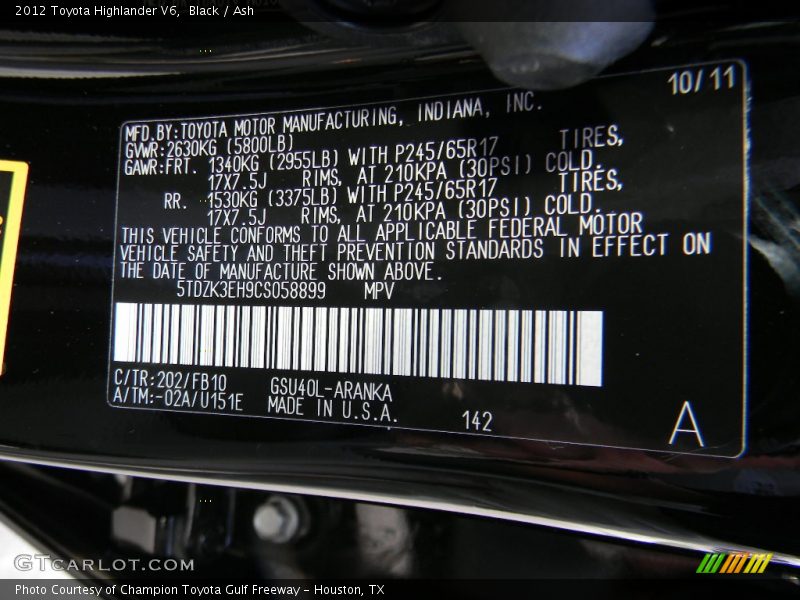 2012 Toyota Highlander V6,  Black / Ash
10/11
MFD.BY:TOYOTA MOTOR MANUFACTURING, INDIANA, INC.
GVWR:2630KG (5800LB)
GAWR:FRT. 1340KG (2955LB) WITH P245/65R17 TIRES,
17X7.5J RIMS, AT 210KPA (30PSI) COLD.
RR. 1530KG (3375LB) WITH P245/65R17 TIRES,
17X7.5J RIMS, AT 210KPA (30PSI) COLD.
THIS VEHICLE CONFORMS TO ALL APPLICABLE FEDERAL MOTOR
VEHICLE SAFETY AND THEFT PREVENTION STANDARDS IN EFFECT ON
THE DATE OF MANUFACTURE SHOWN ABOVE.
5TDZK3EH9CS058899 MPV
C/TR:202/FB10 GSU40L-ARANKA
A/TM:-02A/U151E MADE IN U.S.A. 142 A
GTCARLOT.COM
Photo Courtesy of Champion Toyota Gulf Freeway - Houston, TX